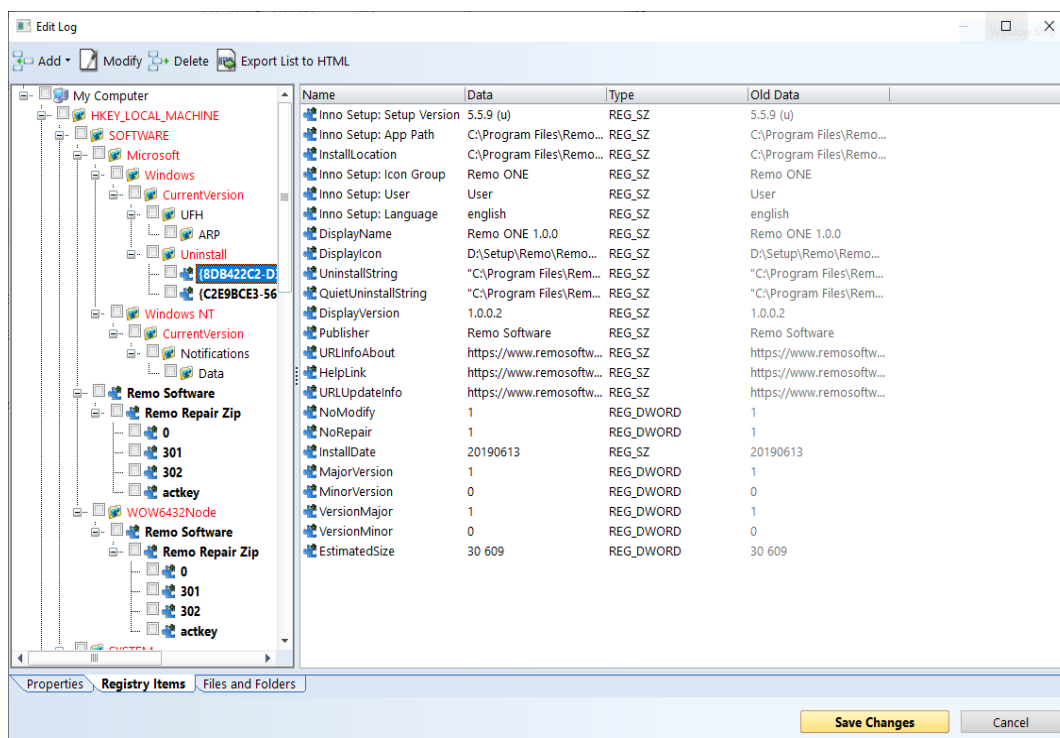 Edit Log
Add Modify Delete Export List to HTML
My Computer
HKEY_LOCAL_MACHINE
SOFTWARE
Microsoft
Windows
CurrentVersion
UFH
ARP
Uninstall
{8DB422C2-D
{C2E9BCE3-56
Windows NT
CurrentVersion
Notifications
Data
Remo Software
Remo Repair Zip
0
301
302
actkey
WOW6432Node
Remo Software
Remo Repair Zip
0
301
302
actkey
SYSTEM
Name Data Type Old Data
Inno Setup: Setup Version 5.5.9 (u) REG_SZ 5.5.9 (u)
Inno Setup: App Path C:\Program Files\Remo... REG_SZ C:\Program Files\Remo...
InstallLocation C:\Program Files\Remo... REG_SZ C:\Program Files\Remo...
Inno Setup: Icon Group Remo ONE REG_SZ Remo ONE
Inno Setup: User User REG_SZ User
Inno Setup: Language english REG_SZ english
DisplayName Remo ONE 1.0.0 REG_SZ Remo ONE 1.0.0
DisplayIcon D:\Setup\Remo\Remo... REG_SZ D:\Setup\Remo\Remo...
UninstallString "C:\Program Files\Rem... REG_SZ "C:\Program Files\Rem...
QuietUninstallString "C:\Program Files\Rem... REG_SZ "C:\Program Files\Rem...
DisplayVersion 1.0.0.2 REG_SZ 1.0.0.2
Publisher Remo Software REG_SZ Remo Software
URLInfoAbout https://www.remosoftw... REG_SZ https://www.remosoftw...
HelpLink https://www.remosoftw... REG_SZ https://www.remosoftw...
URLUpdateInfo https://www.remosoftw... REG_SZ https://www.remosoftw...
NoModify 1 REG_DWORD 1
NoRepair 1 REG_DWORD 1
InstallDate 20190613 REG_SZ 20190613
MajorVersion 1 REG_DWORD 1
MinorVersion 0 REG_DWORD 0
VersionMajor 1 REG_DWORD 1
VersionMinor 0 REG_DWORD 0
EstimatedSize 30 609 REG_DWORD 30 609
Properties Registry Items Files and Folders
Save Changes Cancel